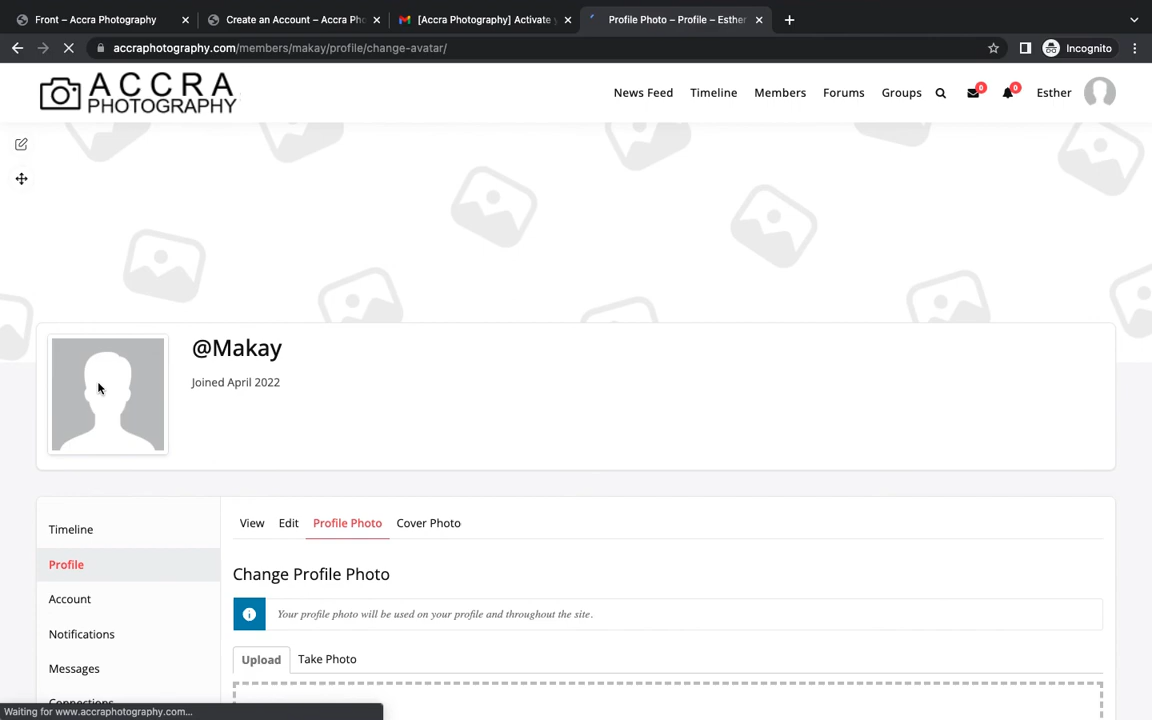 Front – Accra Photography
Create an Account – Accra Pho
[Accra Photography] Activate y
Profile Photo – Profile – Esther
accraphotography.com/members/makay/profile/change-avatar/
Incognito
ACCRA
PHOTOGRAPHY
News Feed Timeline Members Forums Groups 0 0 Esther
@Makay
Joined April 2022
Timeline
Profile
Account
Notifications
Messages
Connections
View Edit Profile Photo Cover Photo
Change Profile Photo
Your profile photo will be used on your profile and throughout the site.
Upload Take Photo
Waiting for www.accraphotography.com...